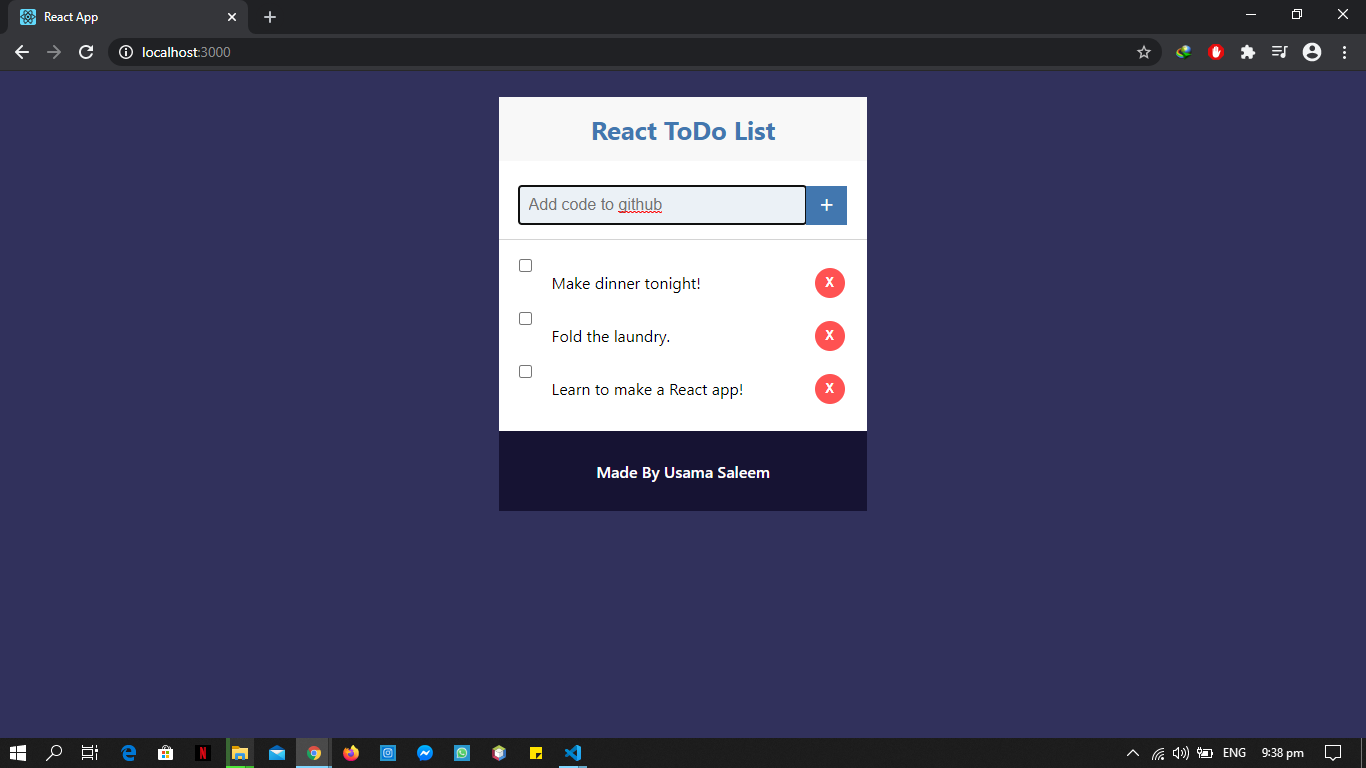 React App
localhost:3000
React ToDo List
Add code to github
+
Make dinner tonight!
X
Fold the laundry.
X
Learn to make a React app!
X
Made By Usama Saleem
N
ENG
9:38 pm